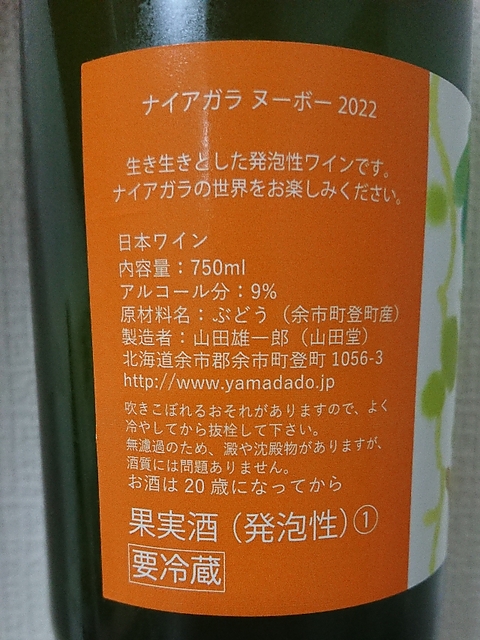 ナイアガラ ヌーボー 2022
生き生きとした発泡性ワインです。
ナイアガラの世界をお楽しみください。
日本ワイン
内容量：750ml
アルコール分：9%
原材料名：ぶどう（余市町登町産）
製造者：山田雄一郎（山田堂）
北海道余市郡余市町登町 1056-3
http://www.yamadado.jp
吹きこぼれるおそれがありますので、よく
冷やしてから抜栓して下さい。
無濾過のため、澱や沈殿物がありますが、
酒質には問題ありません。
お酒は 20 歳になってから
果実酒（発泡性）①
要冷蔵